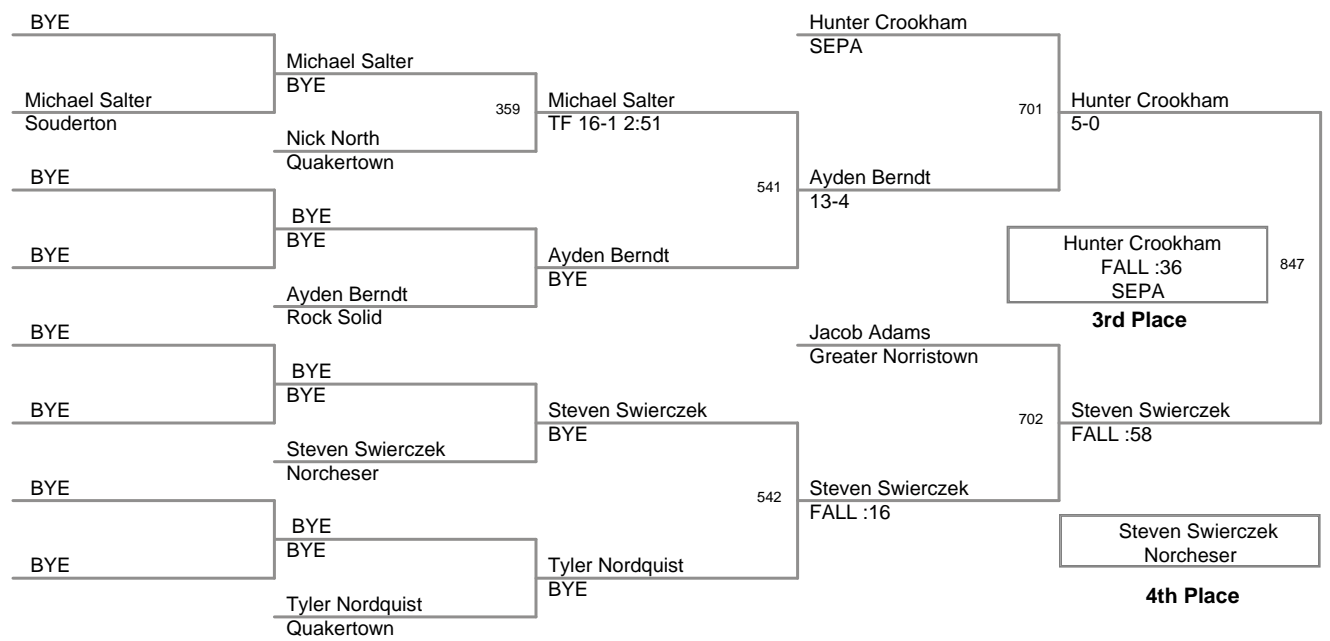 BYE
Michael Salter
Souderton
BYE
BYE
BYE
BYE
BYE
BYE
Michael Salter
BYE
359
Nick North
Quakertown
BYE
BYE
Ayden Berndt
Rock Solid
BYE
BYE
Steven Swierczek
Norcheser
BYE
BYE
Tyler Nordquist
Quakertown
Michael Salter
TF 16-1 2:51
541
Ayden Berndt
BYE
Steven Swierczek
BYE
542
Tyler Nordquist
BYE
Hunter Crookham
SEPA
701
Ayden Berndt
13-4
Jacob Adams
Greater Norristown
702
Steven Swierczek
FALL :16
Hunter Crookham
5-0
Hunter Crookham
FALL :36
SEPA
847
3rd Place
Steven Swierczek
FALL :58
Steven Swierczek
Norcheser
4th Place